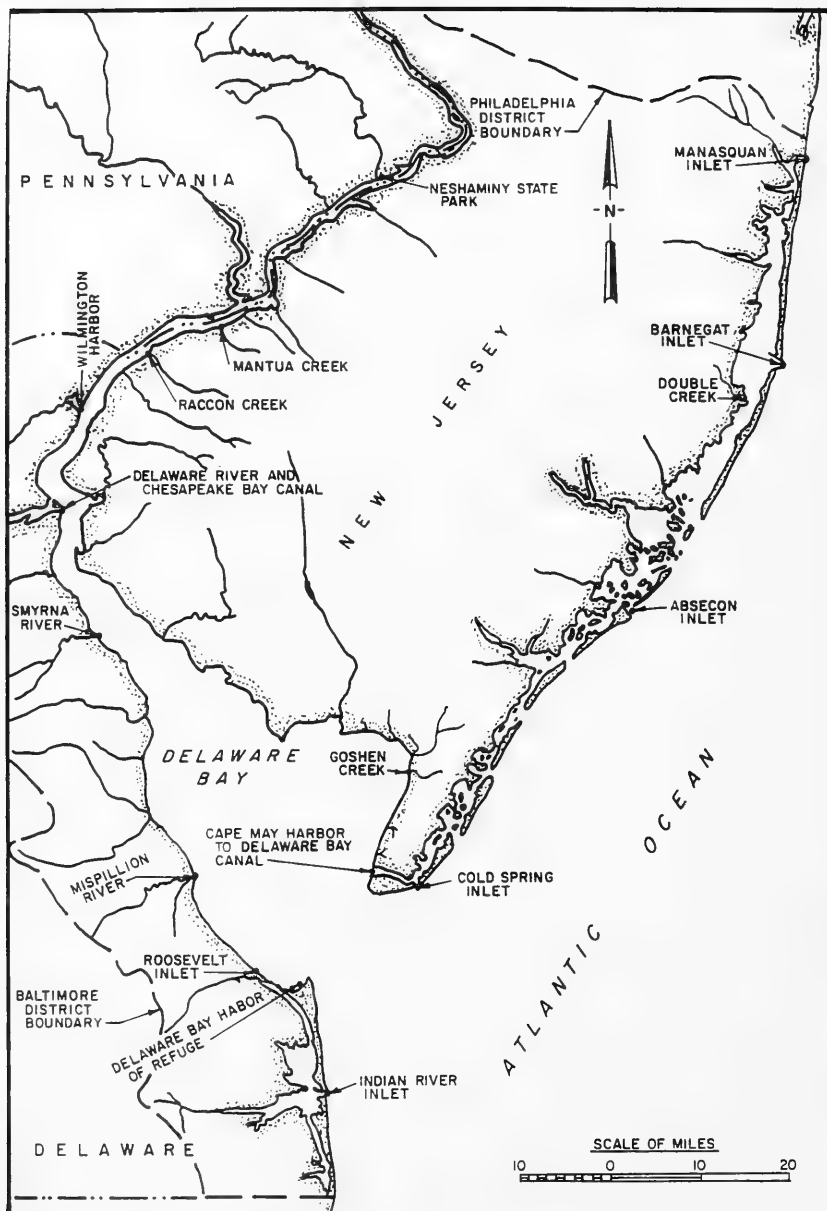 PHILADELPHIA
DISTRICT
BOUNDARY
MANASQUAN
INLET
PENNSYLVANIA
NESHAMINY STATE
PARK
-N-
WILMINGTON
HARBOR
BARNEGAT
INLET
MANTUA CREEK
DOUBLE
CREEK
RACCON CREEK
NEW JERSEY
DELAWARE RIVER AND
CHESAPEAKE BAY CANAL
SMYRNA
RIVER
ABSECON
INLET
DELAWARE
BAY
GOSHEN
CREEK
ATLANTIC OCEAN
CAPE MAY HARBOR
TO DELAWARE BAY
CANAL
MISPILLION
RIVER
COLD SPRING
INLET
ROOSEVELT
INLET
BALTIMORE
DISTRICT
BOUNDARY
DELAWARE BAY HABOR
OF REFUGE
INDIAN RIVER
INLET
DELAWARE
SCALE OF MILES
10 0 10 20